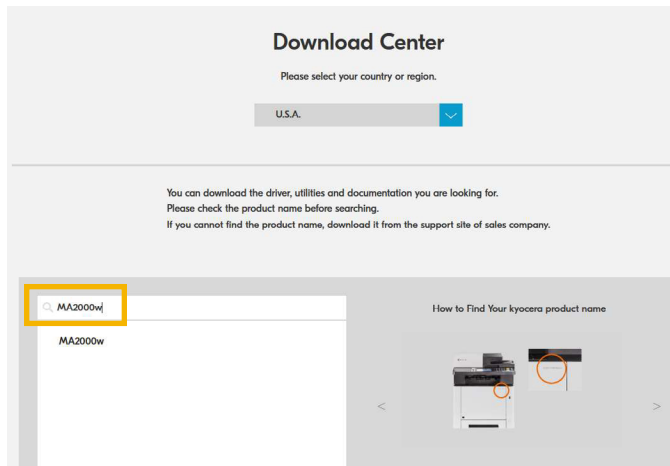 Download Center
Please select your country or region.
U.S.A.
You can download the driver, utilities and documentation you are looking for.
Please check the product name before searching.
If you cannot find the product name, download it from the support site of sales company.
MA2000w
MA2000w
How to Find Your kyocera product name
<
>